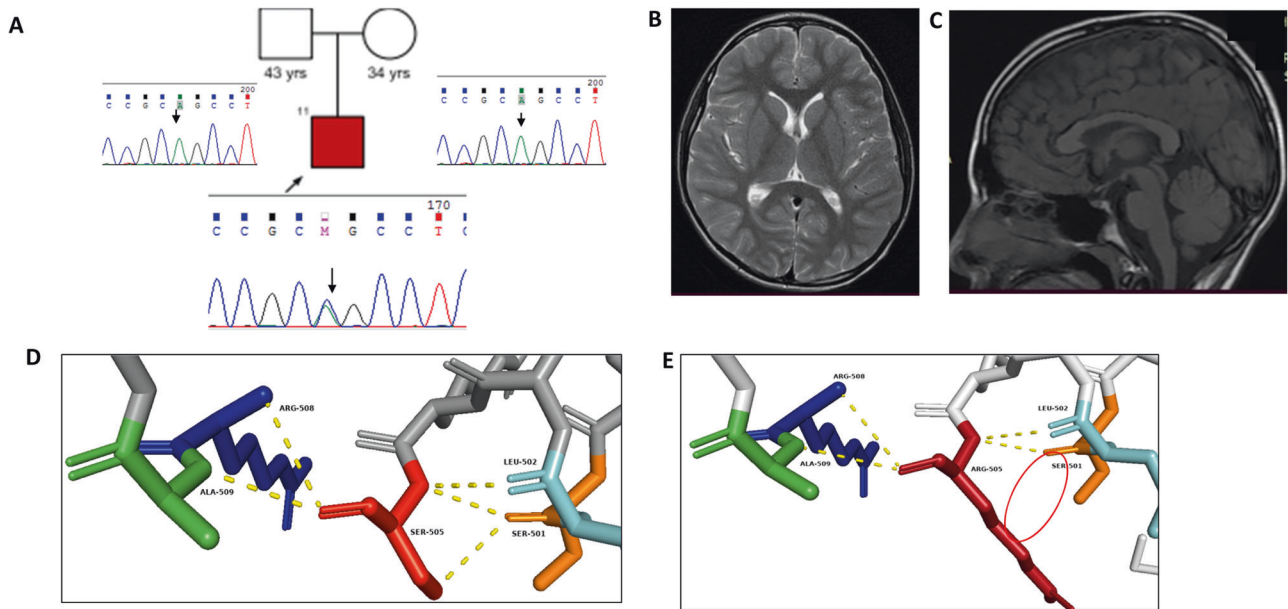 A
B
C
43 yrs
34 yrs
11
200
C C G C A G C C T
200
C C G C A G C C T
170
C C G C M G C C T
D
ARG-508
ALA-509
SER-505
LEU-502
SER-501
E
ARG-508
ALA-509
ARG-505
LEU-502
SER-501